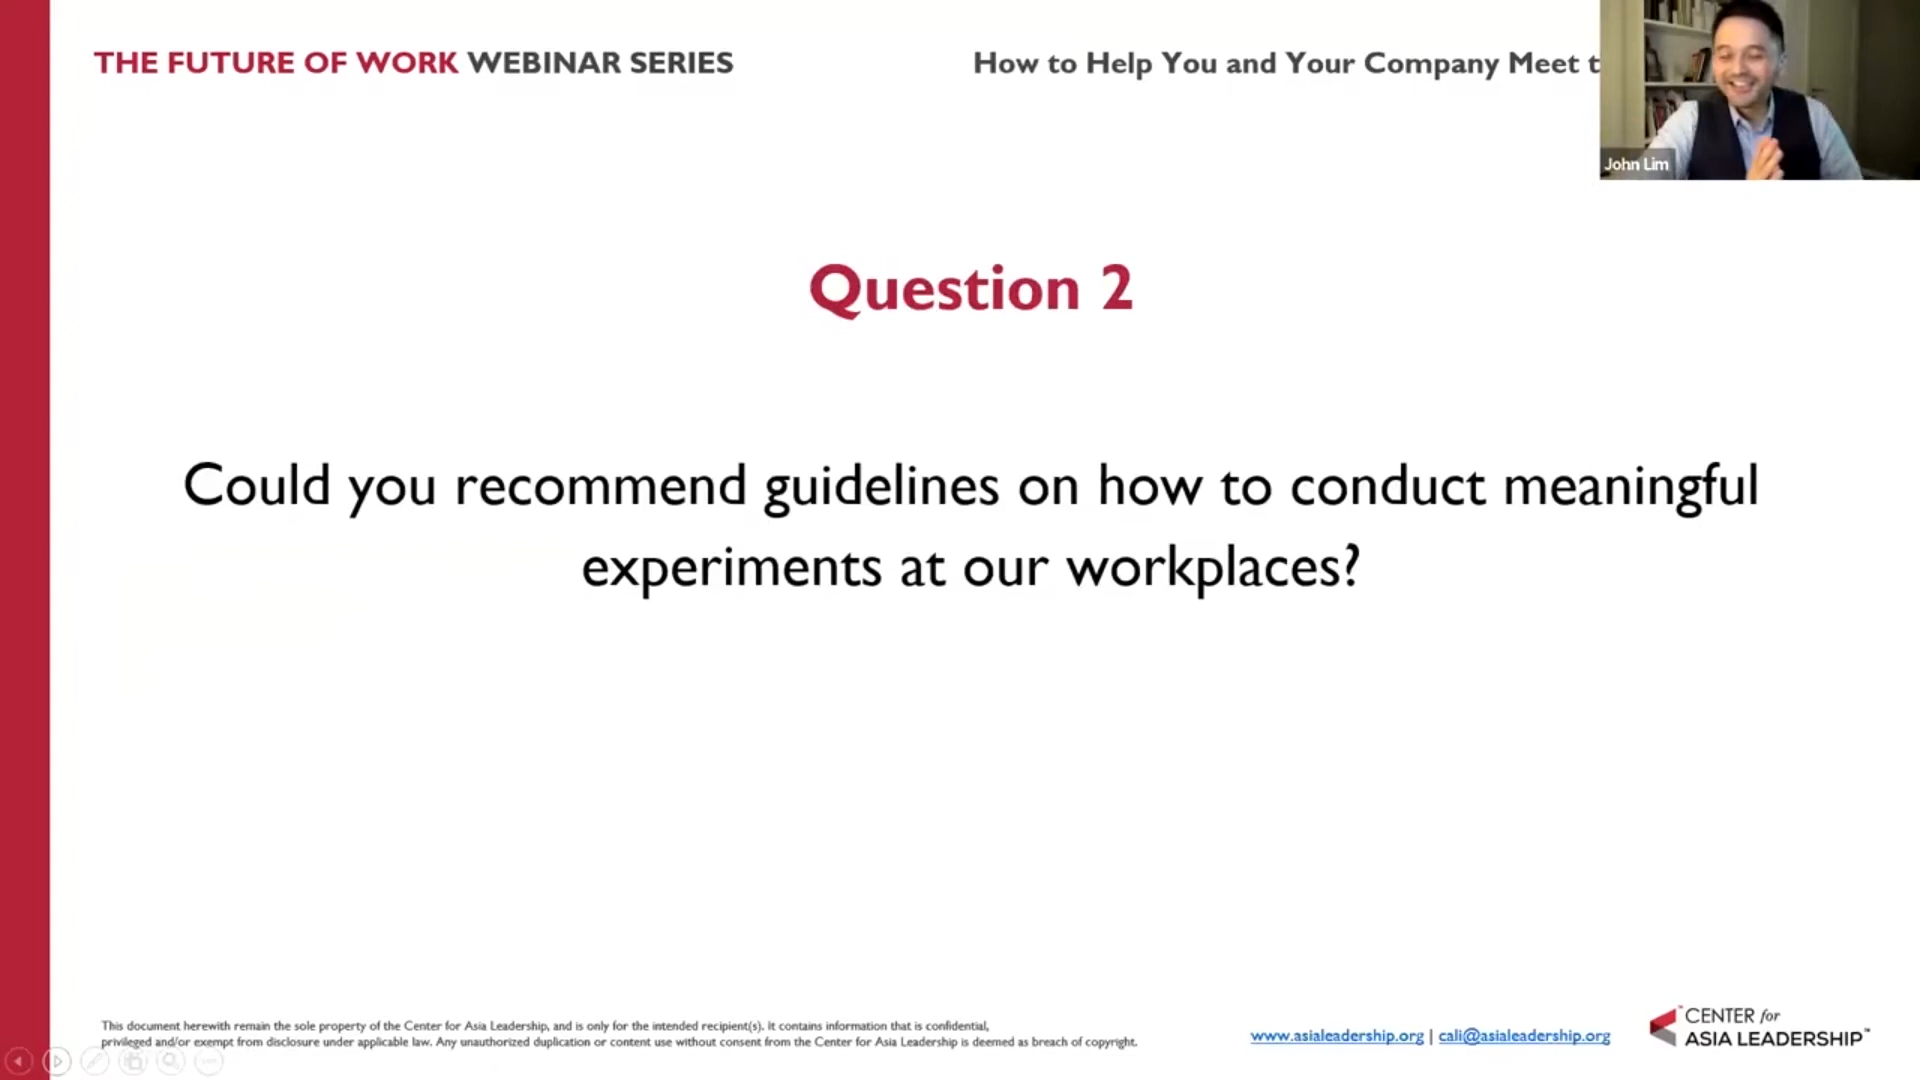 THE FUTURE OF WORK WEBINAR SERIES
How to Help You and Your Company Meet t
John Lim
Question 2
Could you recommend guidelines on how to conduct meaningful
experiments at our workplaces?
This document herewith remain the sole property of the Center for Asia Leadership, and is only for the intended recipient(s). It contains information that is confidential,
privileged and/or exempt from disclosure under applicable law. Any unauthorized duplication or content use without consent from the Center for Asia Leadership is deemed as breach of copyright.
www.asialeadership.org | cali@asialeadership.org
CENTER for
ASIA LEADERSHIP™